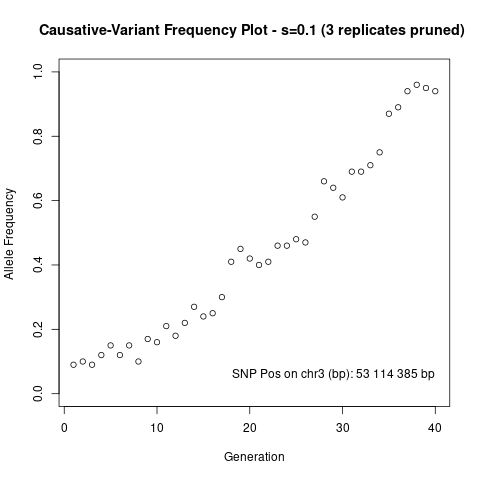 Causative-Variant Frequency Plot - s=0.1 (3 replicates pruned)
1.0
0.8
0.6
0.4
0.2
0.0
Allele Frequency
SNP Pos on chr3 (bp): 53 114 385 bp
0 10 20 30 40
Generation